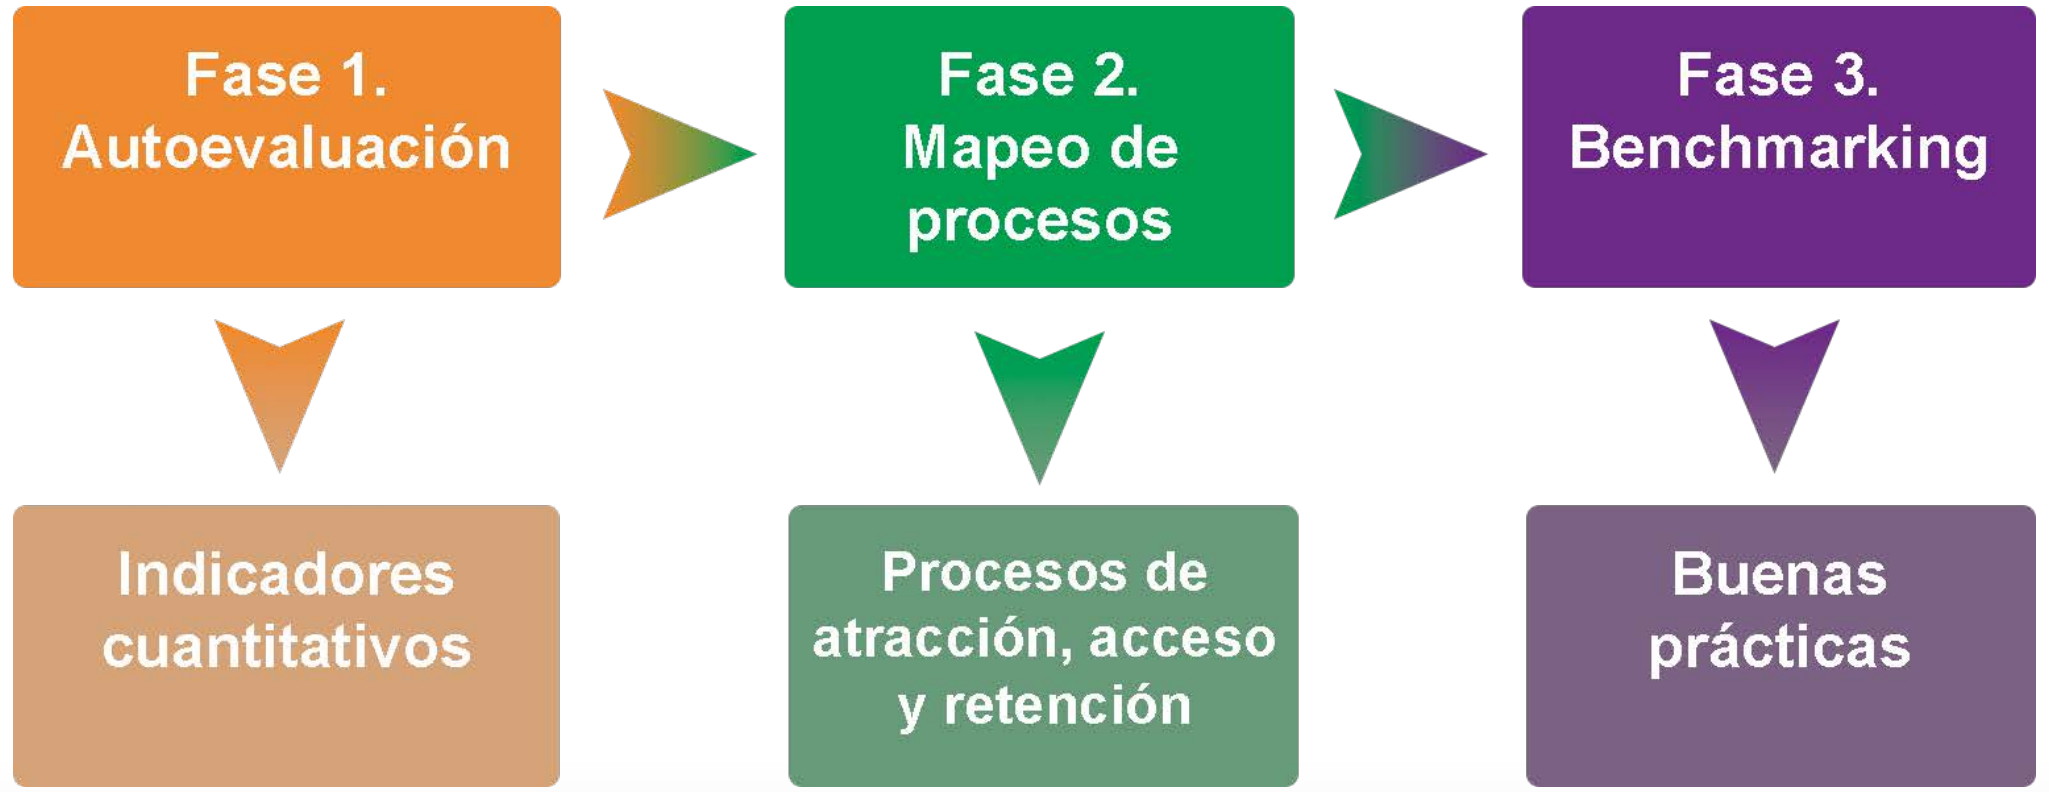 Fase 1.
Autoevaluación
Fase 2.
Mapeo de
procesos
Fase 3.
Benchmarking
Indicadores
cuantitativos
Procesos de
atracción, acceso
y retención
Buenas
prácticas